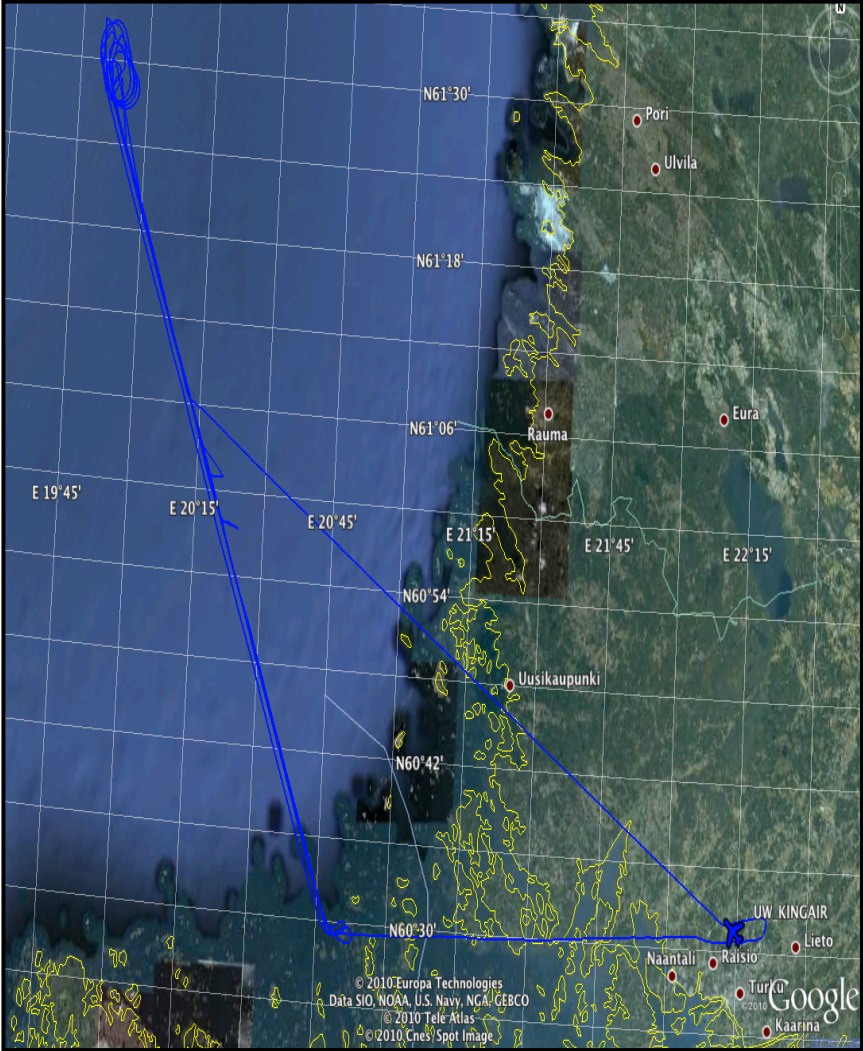 N
N61°30'
Pori
Ulvila
N61°18'
Eura
N61°06'
Rauma
E 19°45'
E 20°15'
E 20°45'
E 21°15'
E 21°45'
E 22°15'
N60°54'
Uusikaupunki
N60°42'
UW KINGAIR
N60°30'
Lieto
Naantali
Raisio
© 2010 Europa Technologies
Data SIO, NOAA, U.S. Navy, NGA, GEBCO
© 2010 Tele Atlas
© 2010 Cnes/Spot Image
Turku
©2010 Google
Kaarina